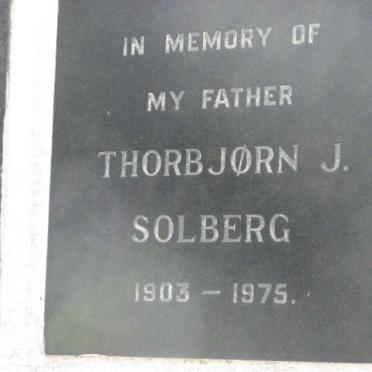 IN MEMORY OF
MY FATHER
THORBJØRN J.
SOLBERG
1903 – 1975.